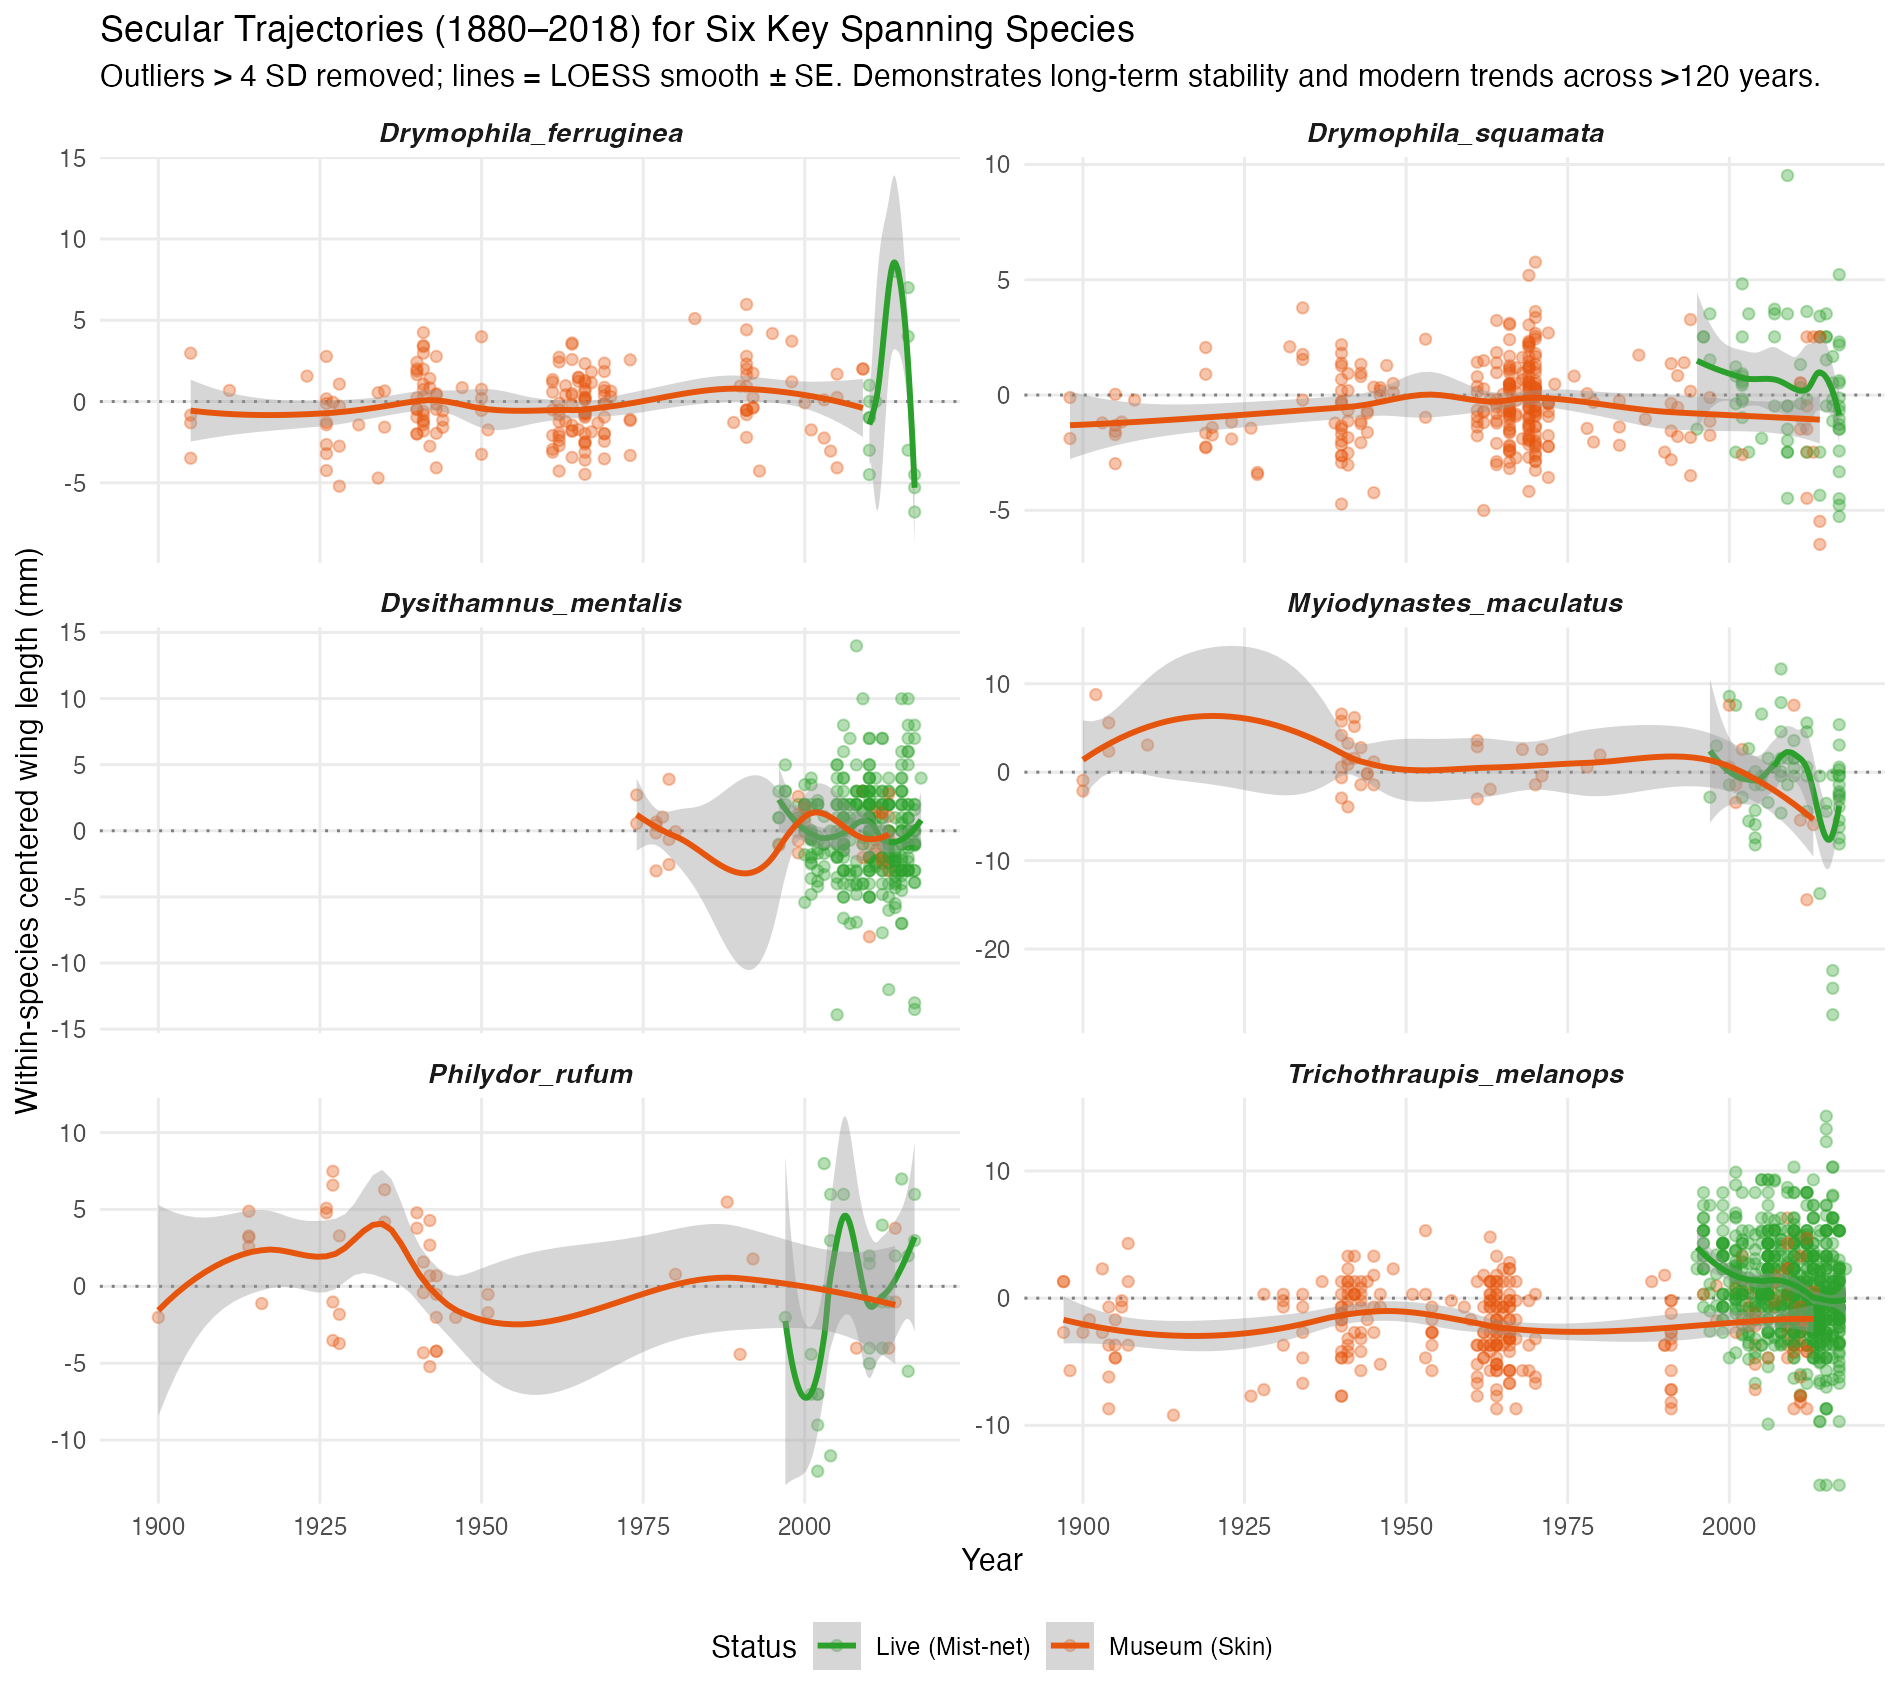 Secular Trajectories (1880–2018) for Six Key Spanning Species
Outliers > 4 SD removed; lines = LOESS smooth ± SE. Demonstrates long-term stability and modern trends across >120 years.
Drymophila_ferruginea
Drymophila_squamata
15
10
5
0
-5
10
5
0
-5
Dysithamnus_mentalis
Myiodynastes_maculatus
15
10
5
0
-5
-10
-15
10
0
-10
-20
Within-species centered wing length (mm)
Philydor_rufum
Trichothraupis_melanops
10
5
0
-5
-10
10
0
-10
1900 1925 1950 1975 2000
1900 1925 1950 1975 2000
Year
Status Live (Mist-net) Museum (Skin)